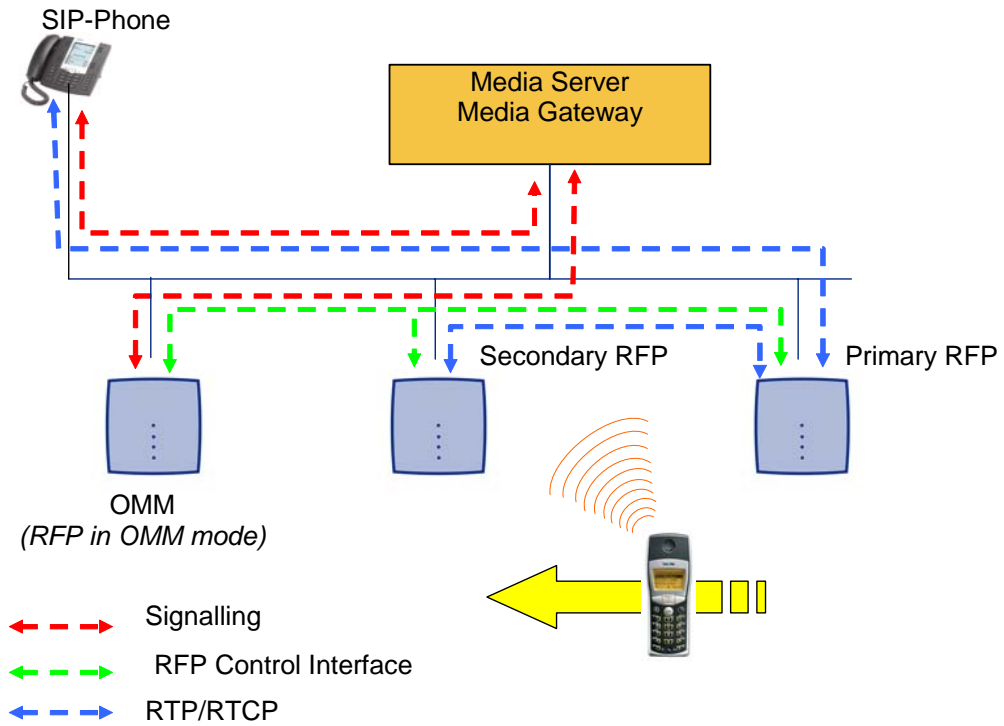 SIP-Phone
Media Server
Media Gateway
Secondary RFP
Primary RFP
OMM
(RFP in OMM mode)
Signalling
RFP Control Interface
RTP/RTCP